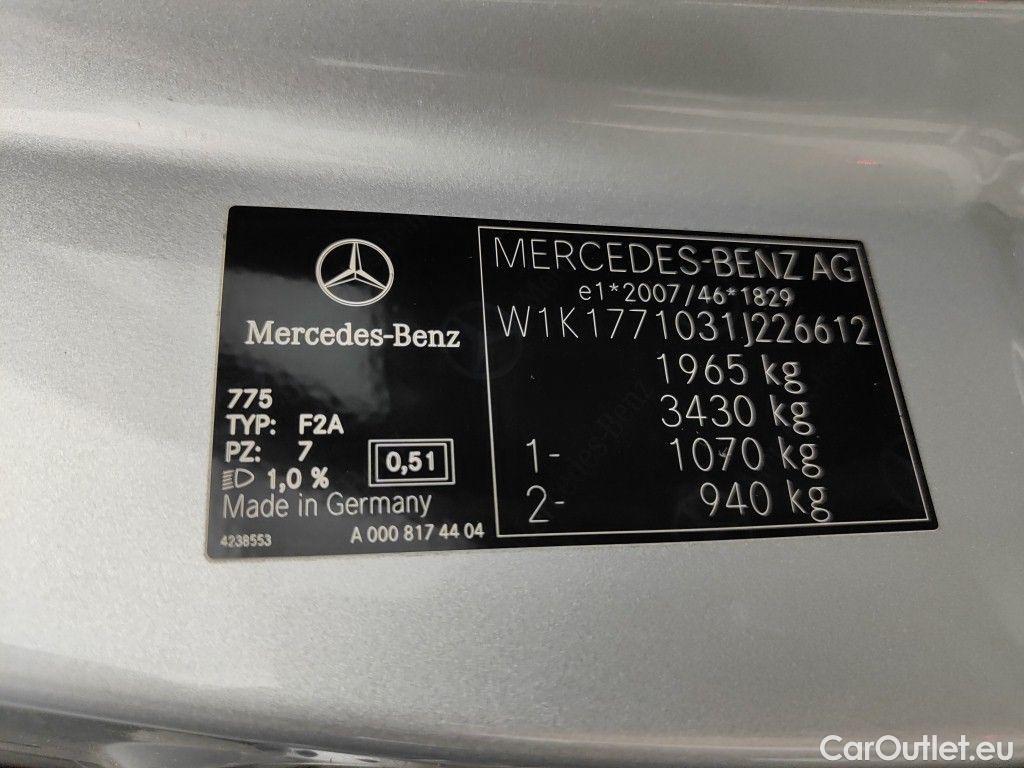 Mercedes-Benz
775
TYP: F2A
PZ: 7
0,51
1,0 %
Made in Germany
4238553
A 000 817 44 04
MERCEDES-BENZ AG
e1*2007/46*1829
W1K1771031J226612
1965 kg
3430 kg
1- 1070 kg
2- 940 kg
CarOutlet.eu